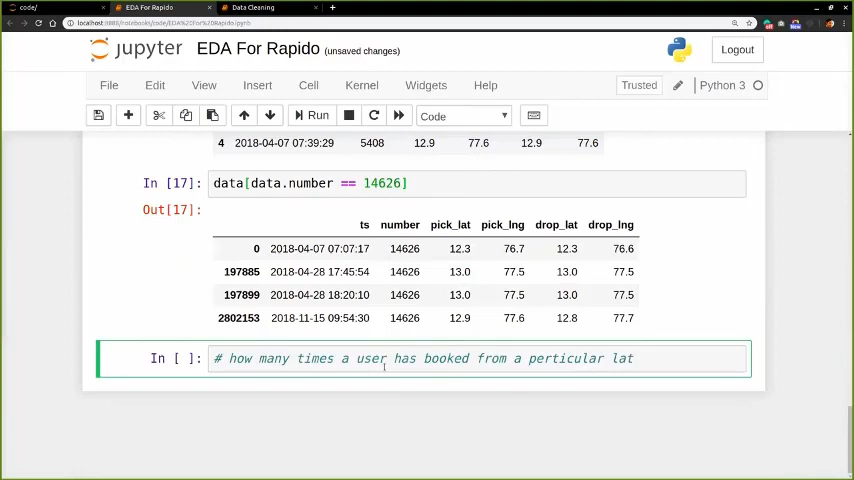 code/ EDA For Rapido Data Cleaning
localhost:8888/notebooks/code/EDA%20For%20Rapido.ipynb
jupyter EDA For Rapido (unsaved changes) Logout
File Edit View Insert Cell Kernel Widgets Help Trusted Python 3
Run Code
4 2018-04-07 07:39:29 5408 12.9 77.6 12.9 77.6
In [17]: data[data.number == 14626]
Out[17]:
ts number pick_lat pick_lng drop_lat drop_lng
0 2018-04-07 07:07:17 14626 12.3 76.7 12.3 76.6
197885 2018-04-28 17:45:54 14626 13.0 77.5 13.0 77.5
197899 2018-04-28 18:20:10 14626 13.0 77.5 13.0 77.5
2802153 2018-11-15 09:54:30 14626 12.9 77.6 12.8 77.7
In [ ]: # how many times a user has booked from a perticular lat